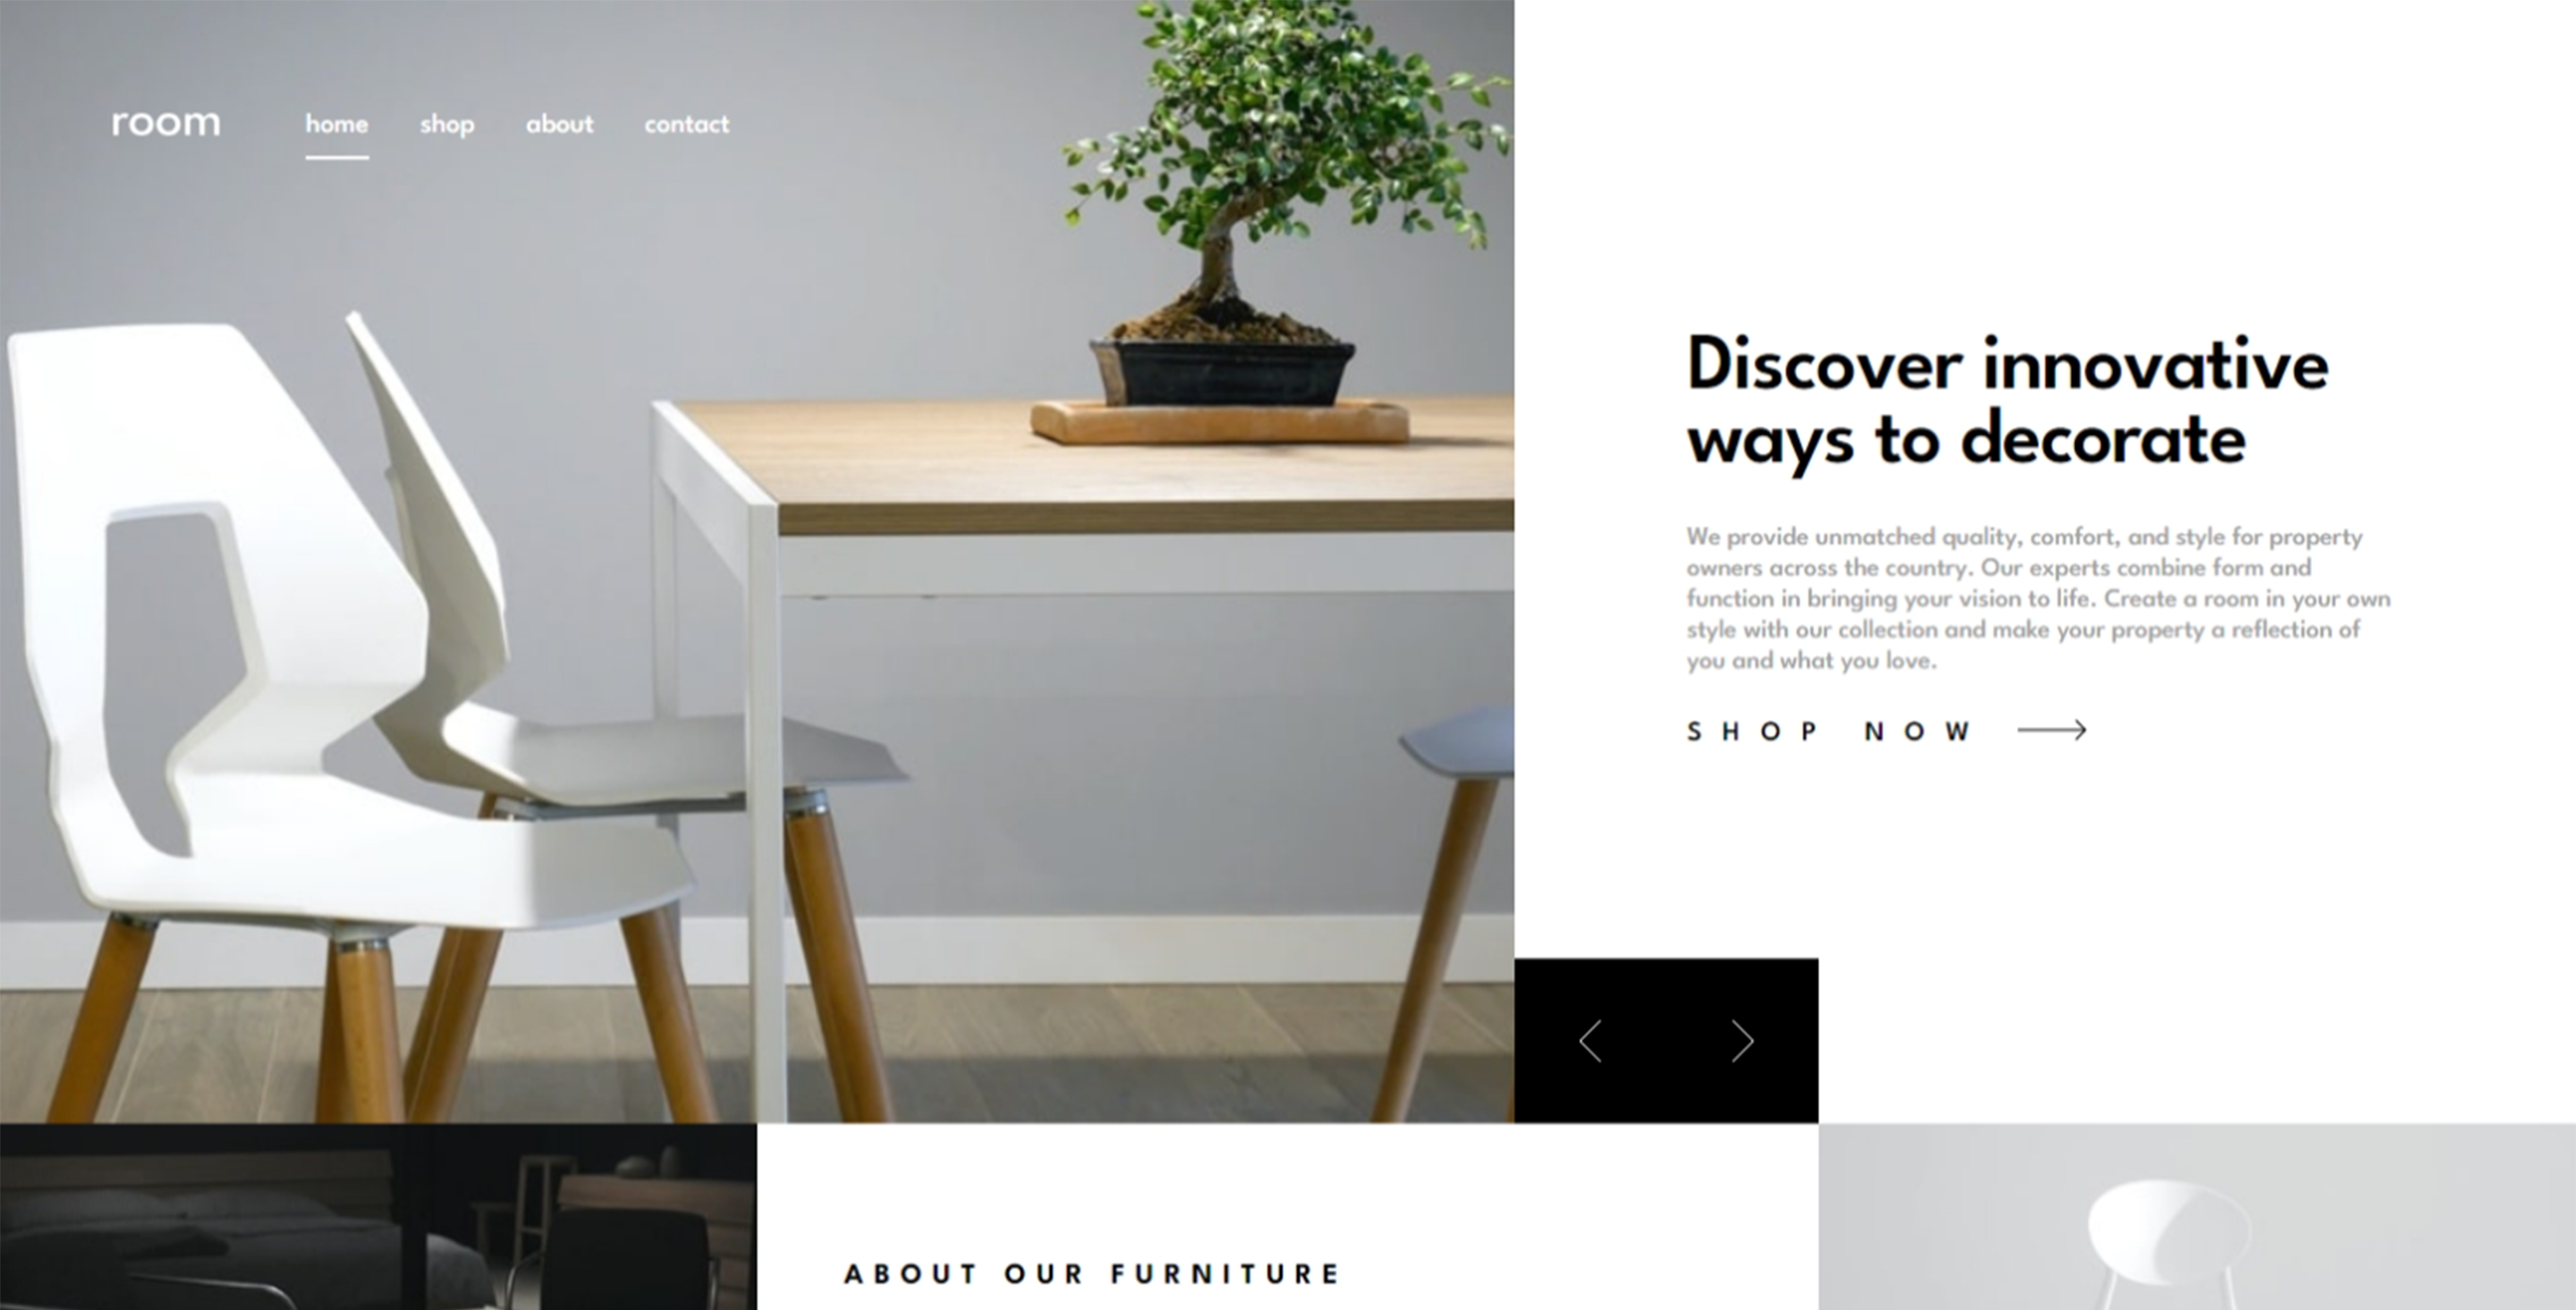 room
home shop about contact
Discover innovative
ways to decorate
We provide unmatched quality, comfort, and style for property
owners across the country. Our experts combine form and
function in bringing your vision to life. Create a room in your own
style with our collection and make your property a reflection of
you and what you love.
SHOP NOW
ABOUT OUR FURNITURE